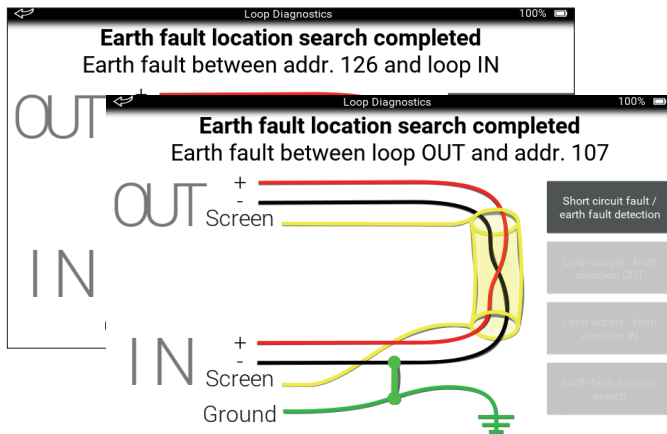 Loop Diagnostics
100%
Earth fault location search completed
Earth fault between addr. 126 and loop IN
OUT
+
IN
Loop Diagnostics
100%
Earth fault location search completed
Earth fault between loop OUT and addr. 107
OUT
+
-
Screen
Short circuit fault /
earth fault detection
Loop supply - from
direction OUT
Loop supply - from
direction IN
Earth fault location
search
IN
+
-
Screen
Ground